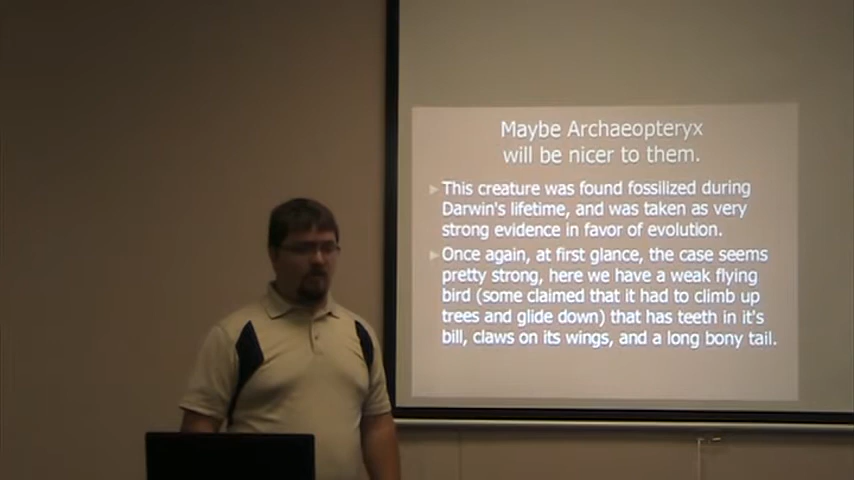 Maybe Archaeopteryx
will be nicer to them.
This creature was found fossilized during
Darwin's lifetime, and was taken as very
strong evidence in favor of evolution.
Once again, at first glance, the case seems
pretty strong, here we have a weak flying
bird (some claimed that it had to climb up
trees and glide down) that has teeth in it's
bill, claws on its wings, and a long bony tail.